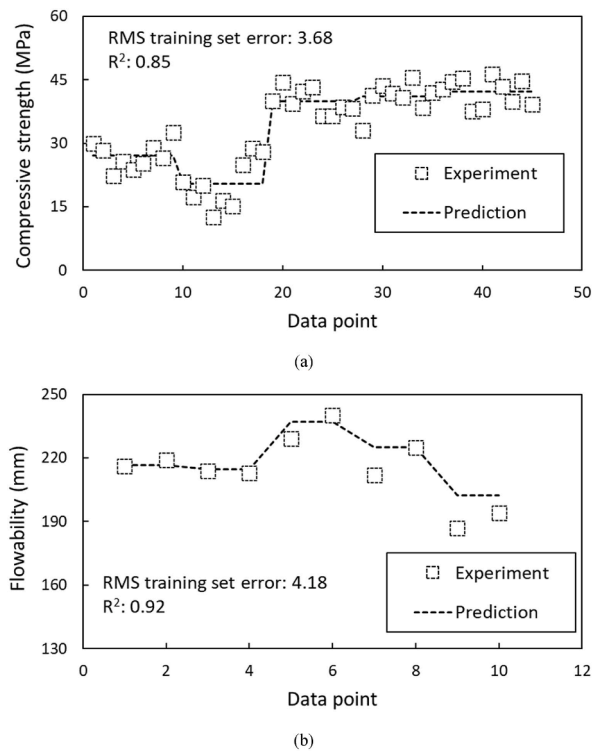 60
45
30
15
0
Compressive strength (MPa)
RMS training set error: 3.68
R²: 0.85
Experiment
Prediction
0 10 20 30 40 50
Data point
(a)
250
220
190
160
130
Flowability (mm)
RMS training set error: 4.18
R²: 0.92
Experiment
Prediction
0 2 4 6 8 10 12
Data point
(b)